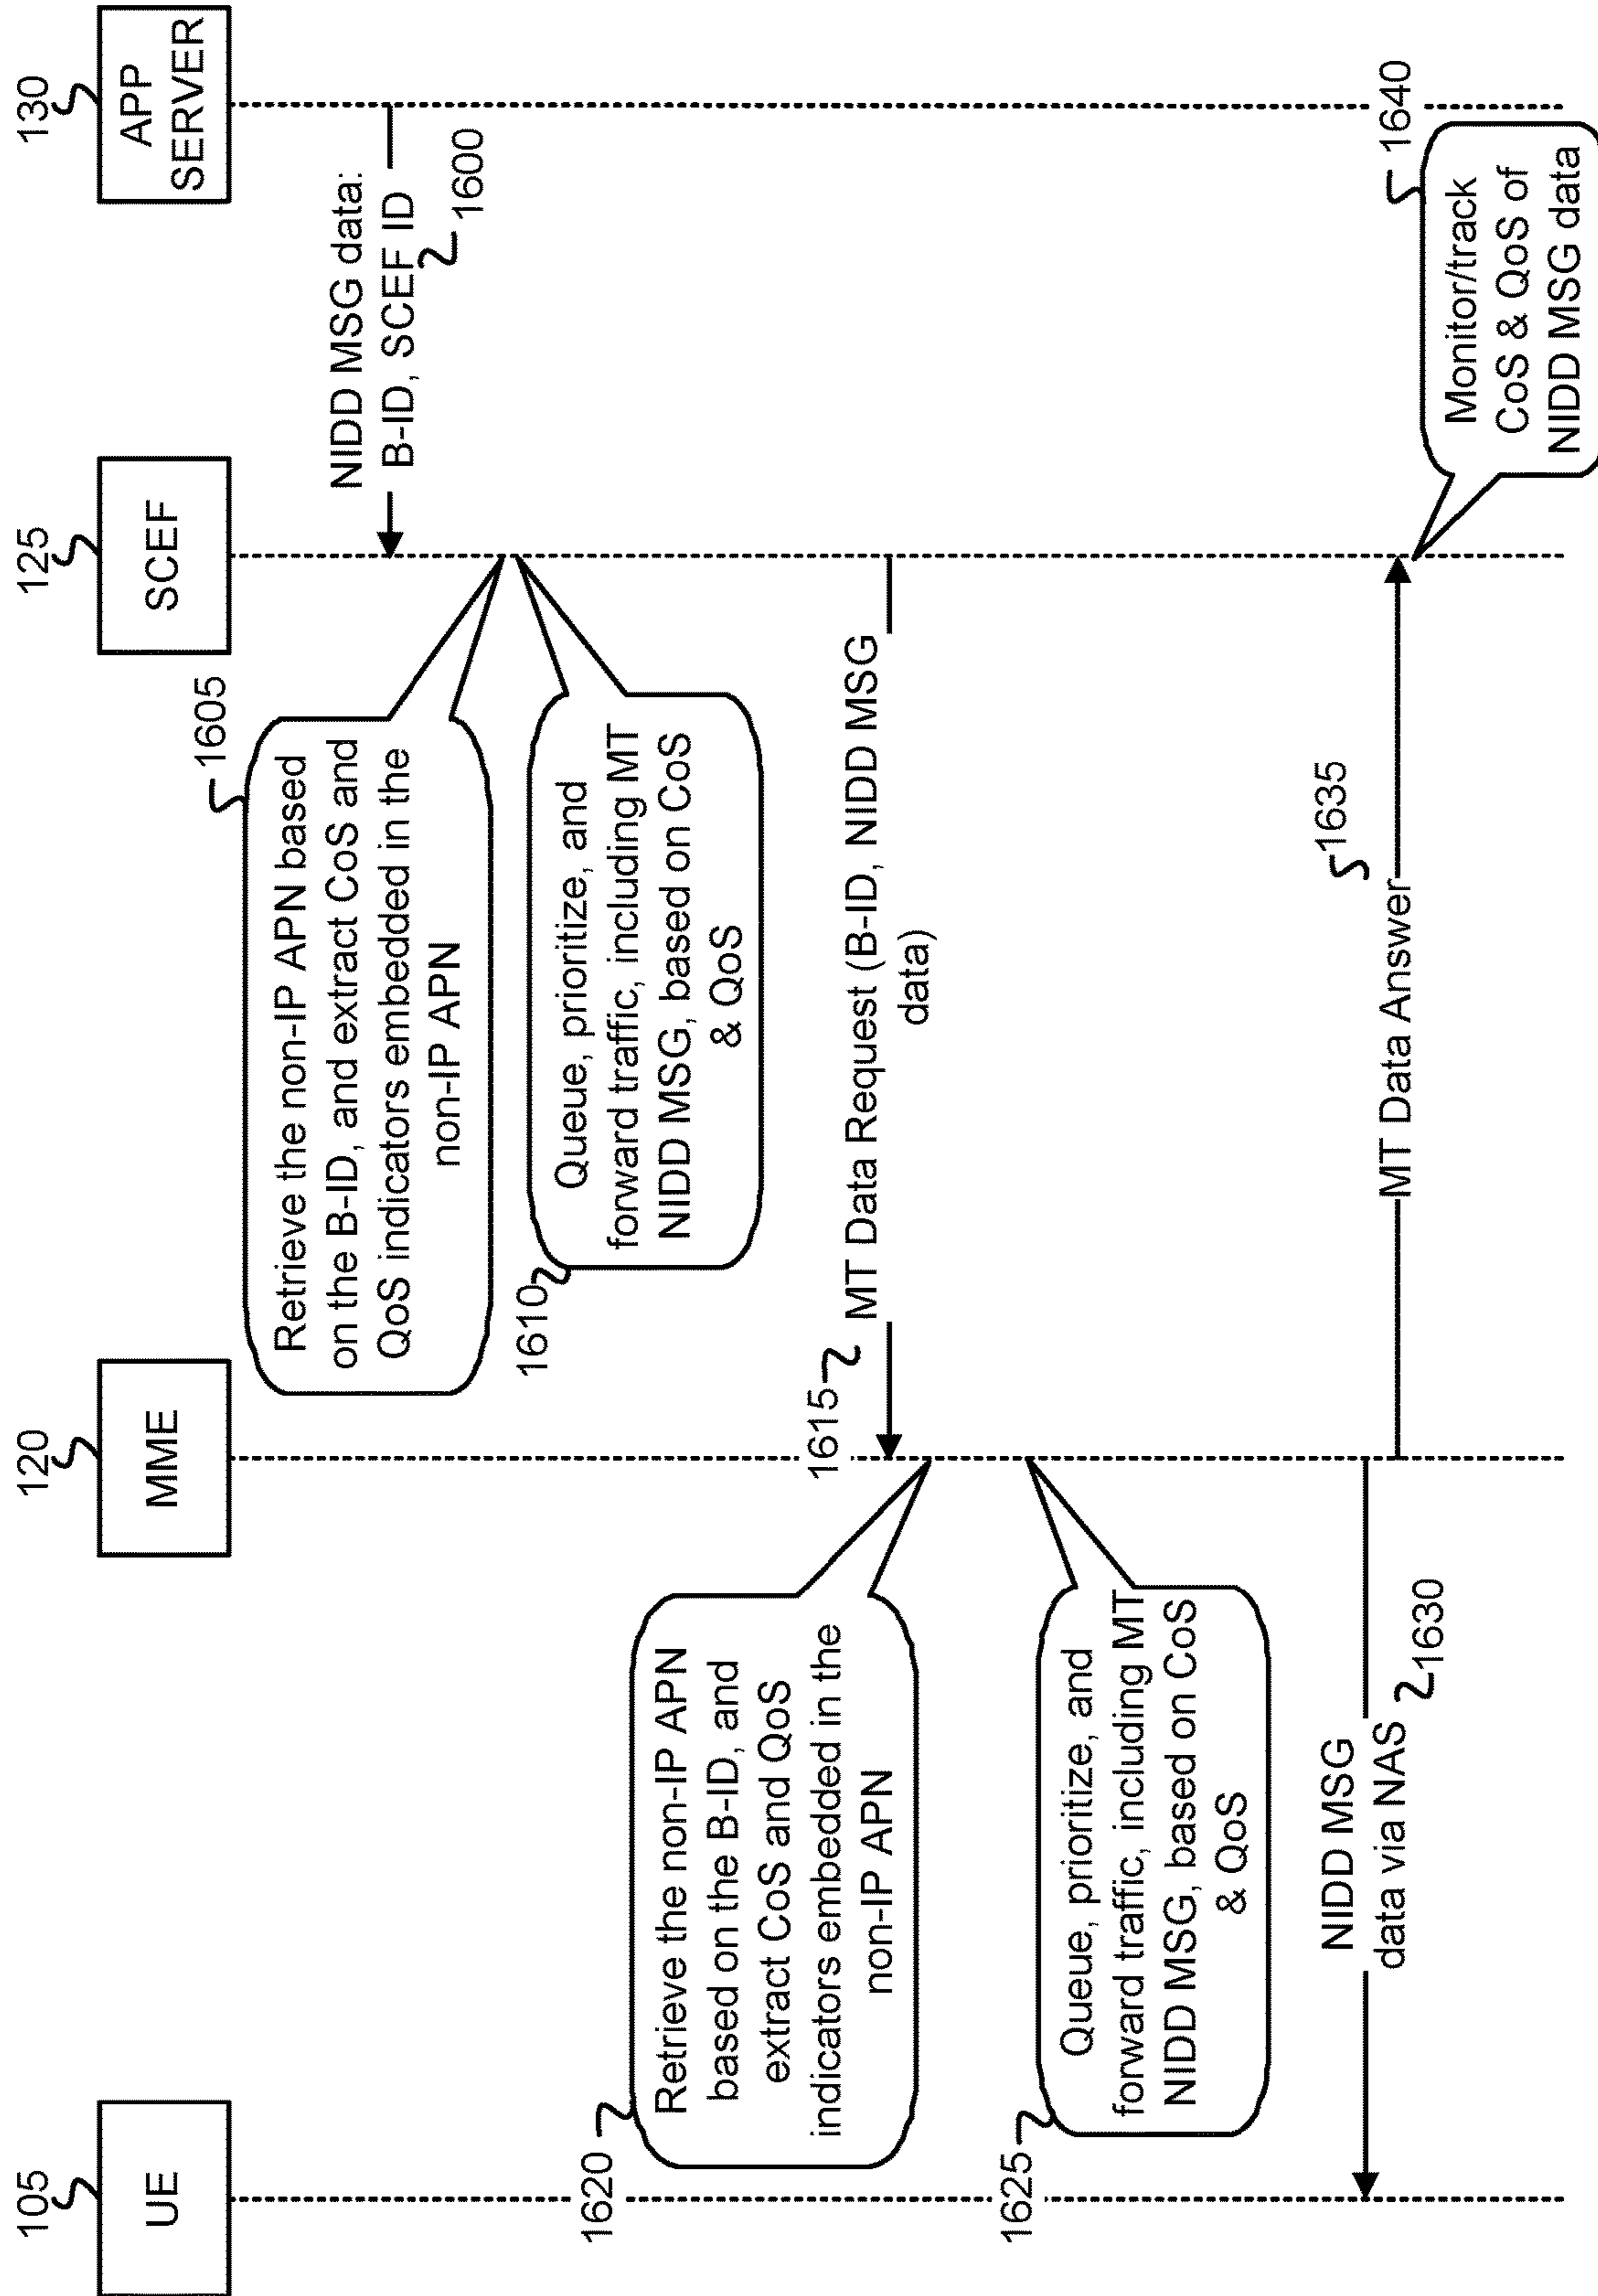 105
UE
120
MME
125
SCEF
130
APP
SERVER
NIDD MSG data:
B-ID, SCEF ID
1600
1605
Retrieve the non-IP APN based
on the B-ID, and extract CoS and
QoS indicators embedded in the
non-IP APN
1610
Queue, prioritize, and
forward traffic, including MT
NIDD MSG, based on CoS
& QoS
1615
MT Data Request (B-ID, NIDD MSG
data)
1620
Retrieve the non-IP APN
based on the B-ID, and
extract CoS and QoS
indicators embedded in the
non-IP APN
1625
Queue, prioritize, and
forward traffic, including MT
NIDD MSG, based on CoS
& QoS
NIDD MSG
data via NAS
1630
1635
MT Data Answer
1640
Monitor/track
CoS & QoS of
NIDD MSG data